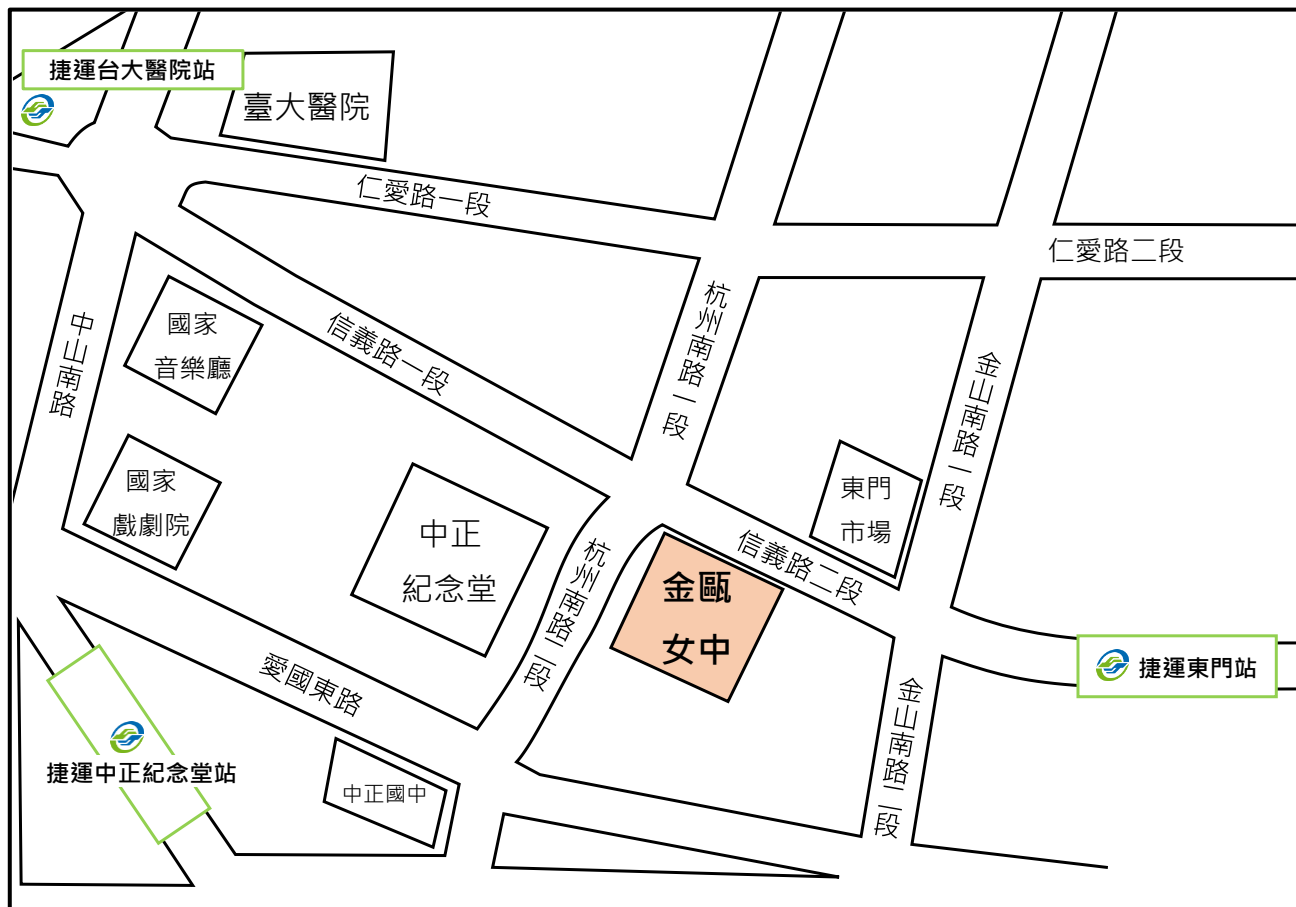 捷運台大醫院站
臺大醫院
仁愛路一段
仁愛路二段
國家
音樂廳
中山南路
信義路一段
杭州南路一段
金山南路一段
國家
戲劇院
中正
紀念堂
東門
市場
杭州南路二段
信義路二段
金甌
女中
捷運東門站
愛國東路
金山南路二段
捷運中正紀念堂站
中正國中